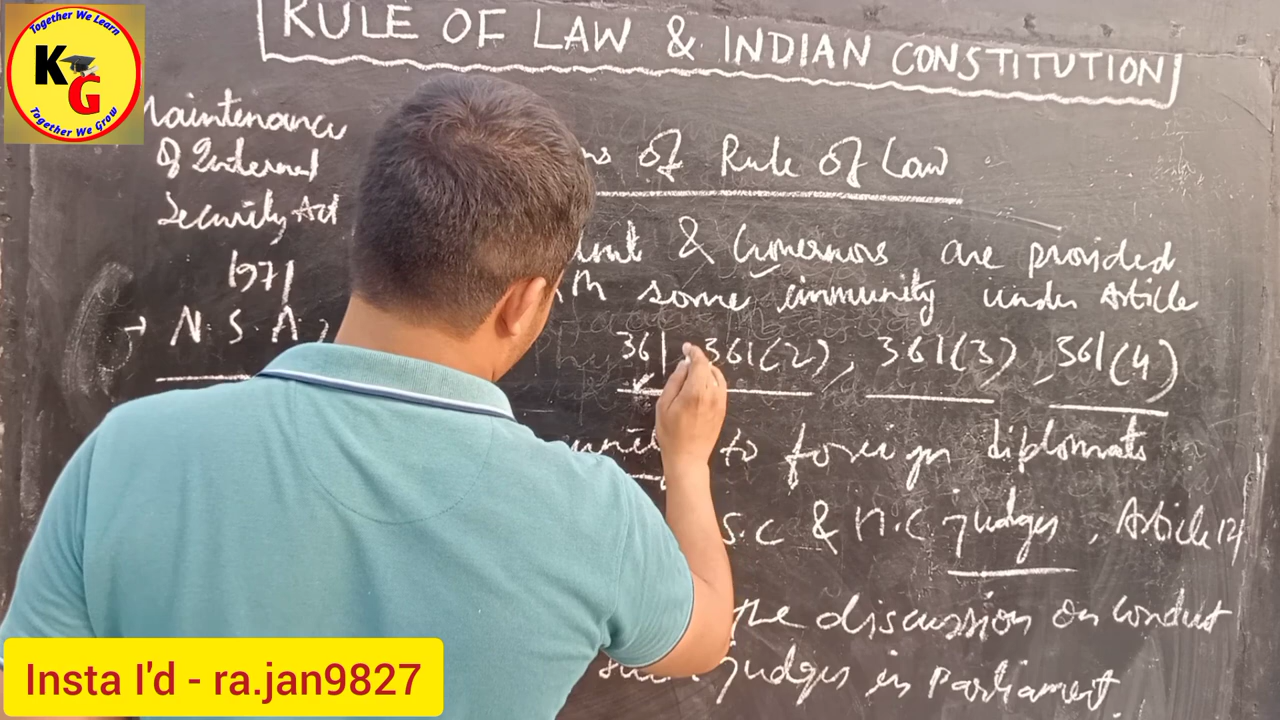 Together We Learn
KG
Together We Grow
RULE OF LAW & INDIAN CONSTITUTION
Maintenance
Of Internal
Security Act
1971
→ N.S.A,
of Rule of Law
& Governors are provided
some immunity under Article
361 361(2), 361(3), 361(4)
to foreign diplomats
S.C & H.C judges, Article 121
the discussion on conduct
judges in Parliament.
Insta I'd - ra.jan9827